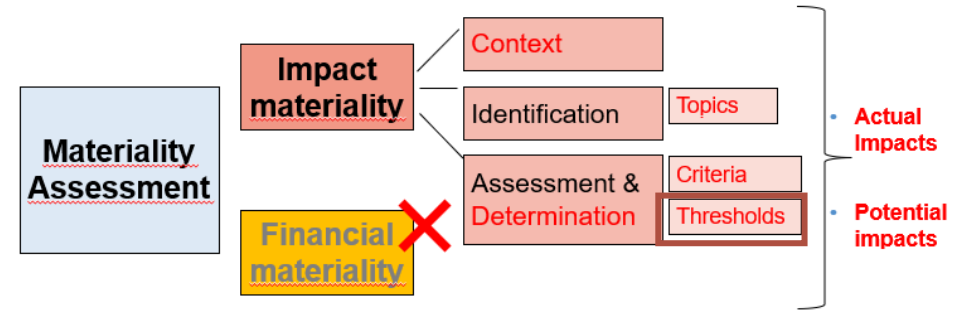 Materiality
Assessment
Impact
materiality
Financial
materiality
Context
Identification
Topics
Assessment &
Determination
Criteria
Thresholds
• Actual
Impacts
• Potential
impacts